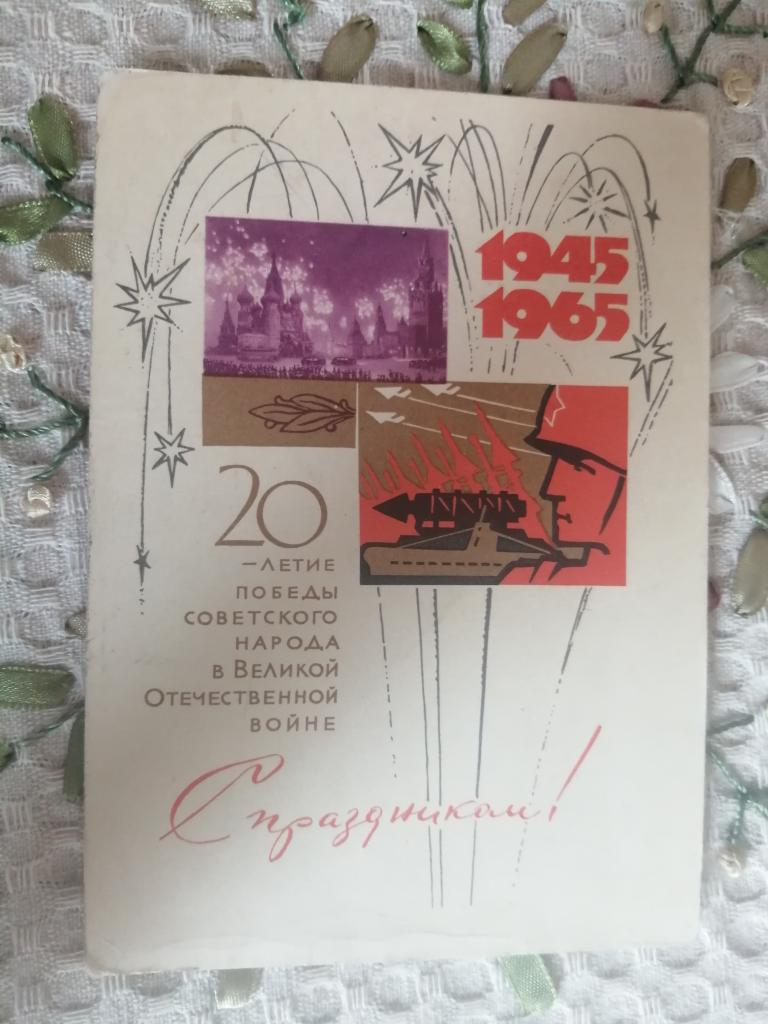 1945
1965
20
-ЛЕТИЕ
ПОБЕДЫ
СОВЕТСКОГО
НАРОДА
В ВЕЛИКОЙ
ОТЕЧЕСТВЕННОЙ
ВОЙНЕ
С праздником!